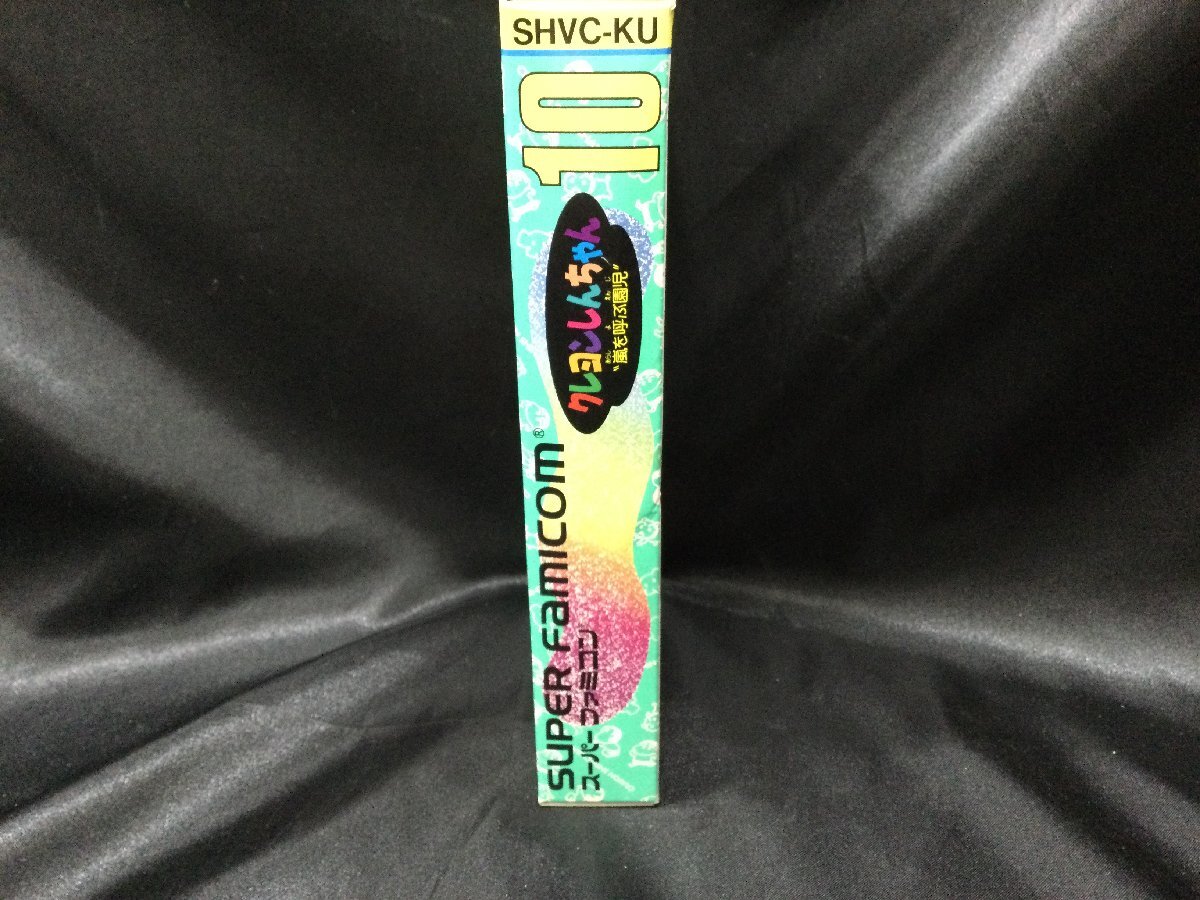 SHVC-KU
10
クレヨンしんちゃん
"嵐を呼ぶ園児"
SUPER FAMICOM®
スーパーファミコン